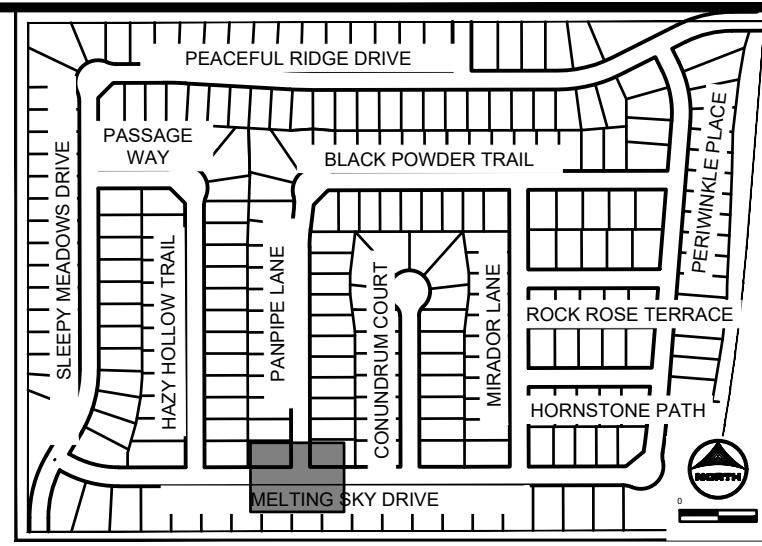 PEACEFUL RIDGE DRIVE
PASSAGE
WAY
BLACK POWDER TRAIL
SLEEPY MEADOWS DRIVE
HAZY HOLLOW TRAIL
PANPIPE LANE
CONUNDRUM COURT
MIRADOR LANE
PERIWINKLE PLACE
ROCK ROSE TERRACE
HORNSTONE PATH
MELTING SKY DRIVE
NORTH
0